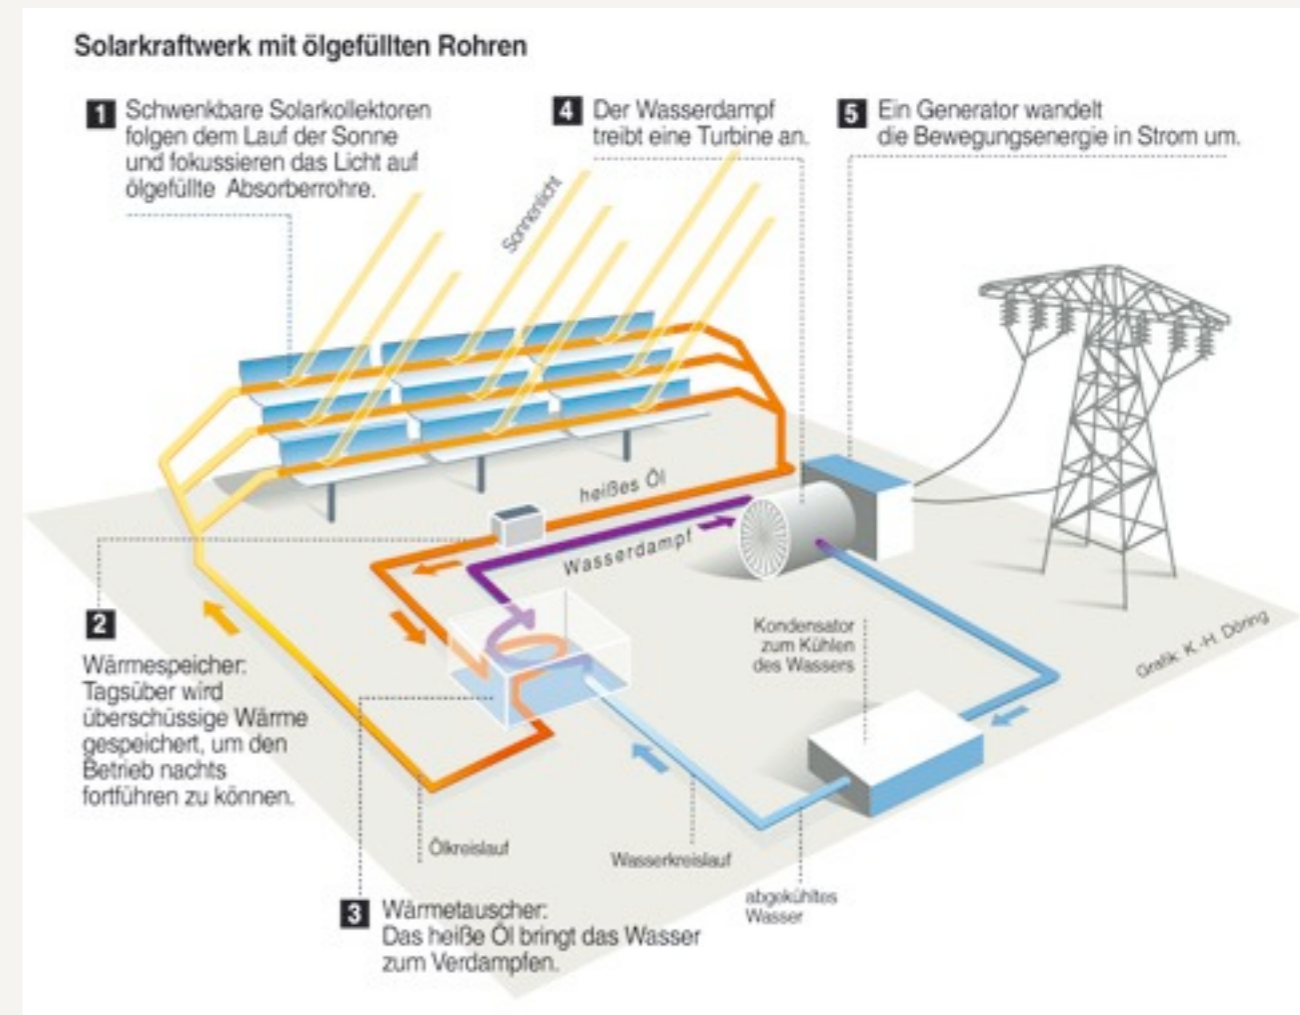 Solarkraftwerk mit ölgefüllten Rohren
1 Schwenkbare Solarkollektoren
folgen dem Lauf der Sonne
und fokussieren das Licht auf
ölgefüllte Absorberrohre.
4 Der Wasserdampf
treibt eine Turbine an.
5 Ein Generator wandelt
die Bewegungsenergie in Strom um.
Sonnenlicht
heißes Öl
Wasserdampf
2
Wärmespeicher:
Tagsüber wird
überschüssige Wärme
gespeichert, um den
Betrieb nachts
fortführen zu können.
Kondensator
zum Kühlen
des Wassers
Grafik: K.-H. Döring
Ölkreislauf
Wasserkreislauf
abgekühltes
Wasser
3 Wärmetauscher:
Das heiße Öl bringt das Wasser
zum Verdampfen.